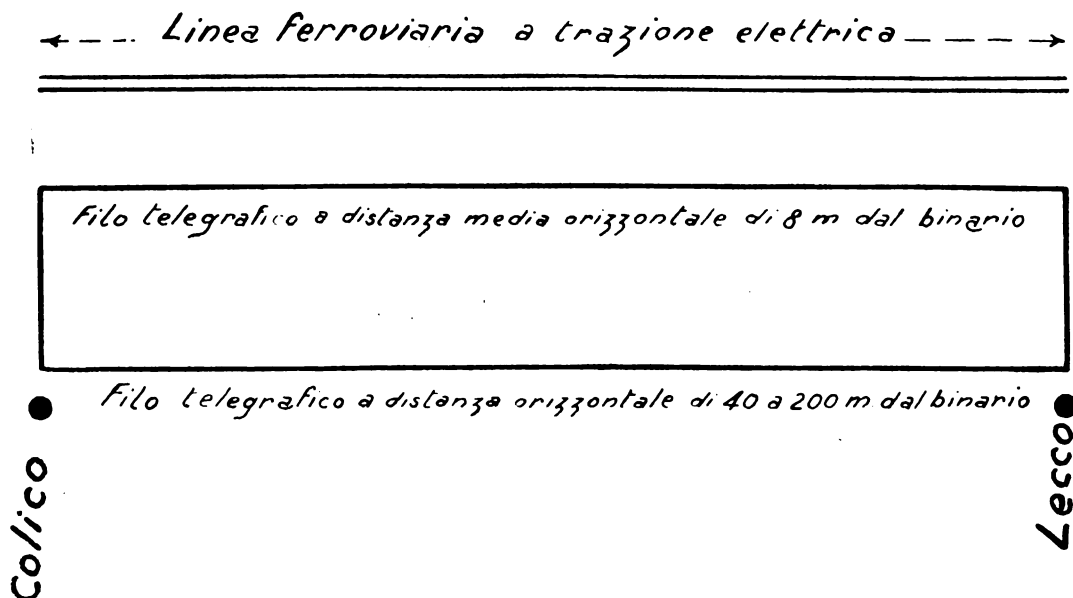 Linea ferroviaria a trazione elettrica
Filo telegrafico a distanza media orizzontale di 8 m dal binario
Filo telegrafico a distanza orizzontale di 40 a 200 m dal binario
Colico
Lecco